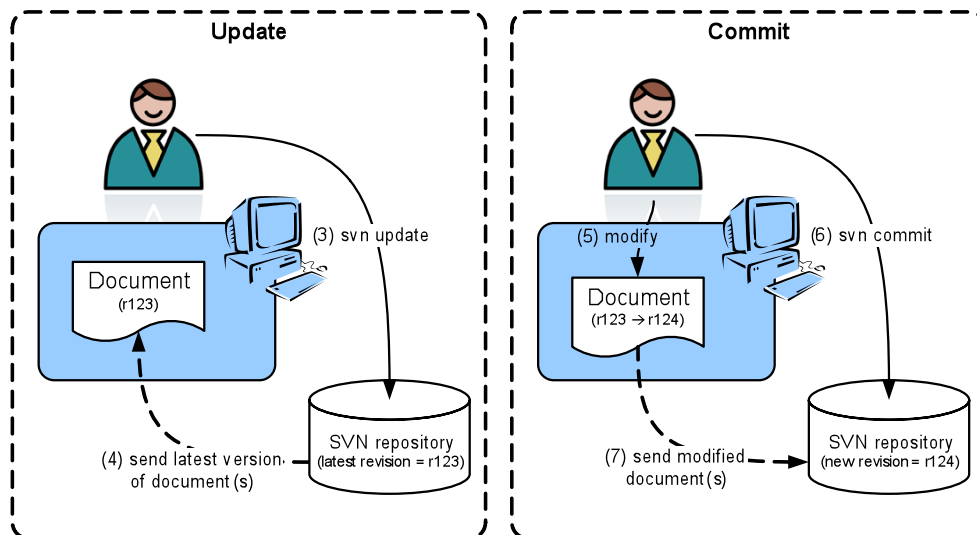 Update
(3) svn update
Document
(r123)
SVN repository
(latest revision = r123)
(4) send latest version
of document(s)
Commit
(5) modify
(6) svn commit
Document
(r123 → r124)
SVN repository
(new revision = r124)
(7) send modified
document(s)